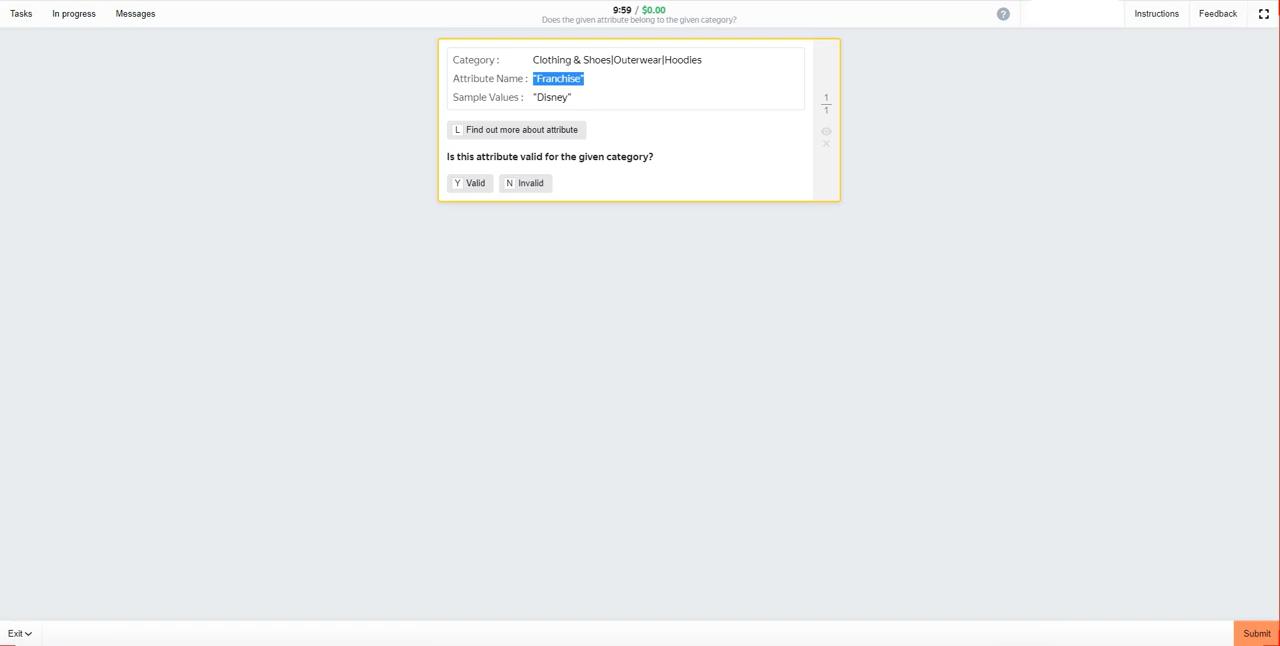 Tasks In progress Messages 9:59 / $0.00 ? Instructions Feedback
Does the given attribute belong to the given category?
Category : Clothing & Shoes|Outerwear|Hoodies
Attribute Name : "Franchise"
Sample Values : "Disney"
1
1
L Find out more about attribute
Is this attribute valid for the given category?
Y Valid N Invalid
Exit Submit